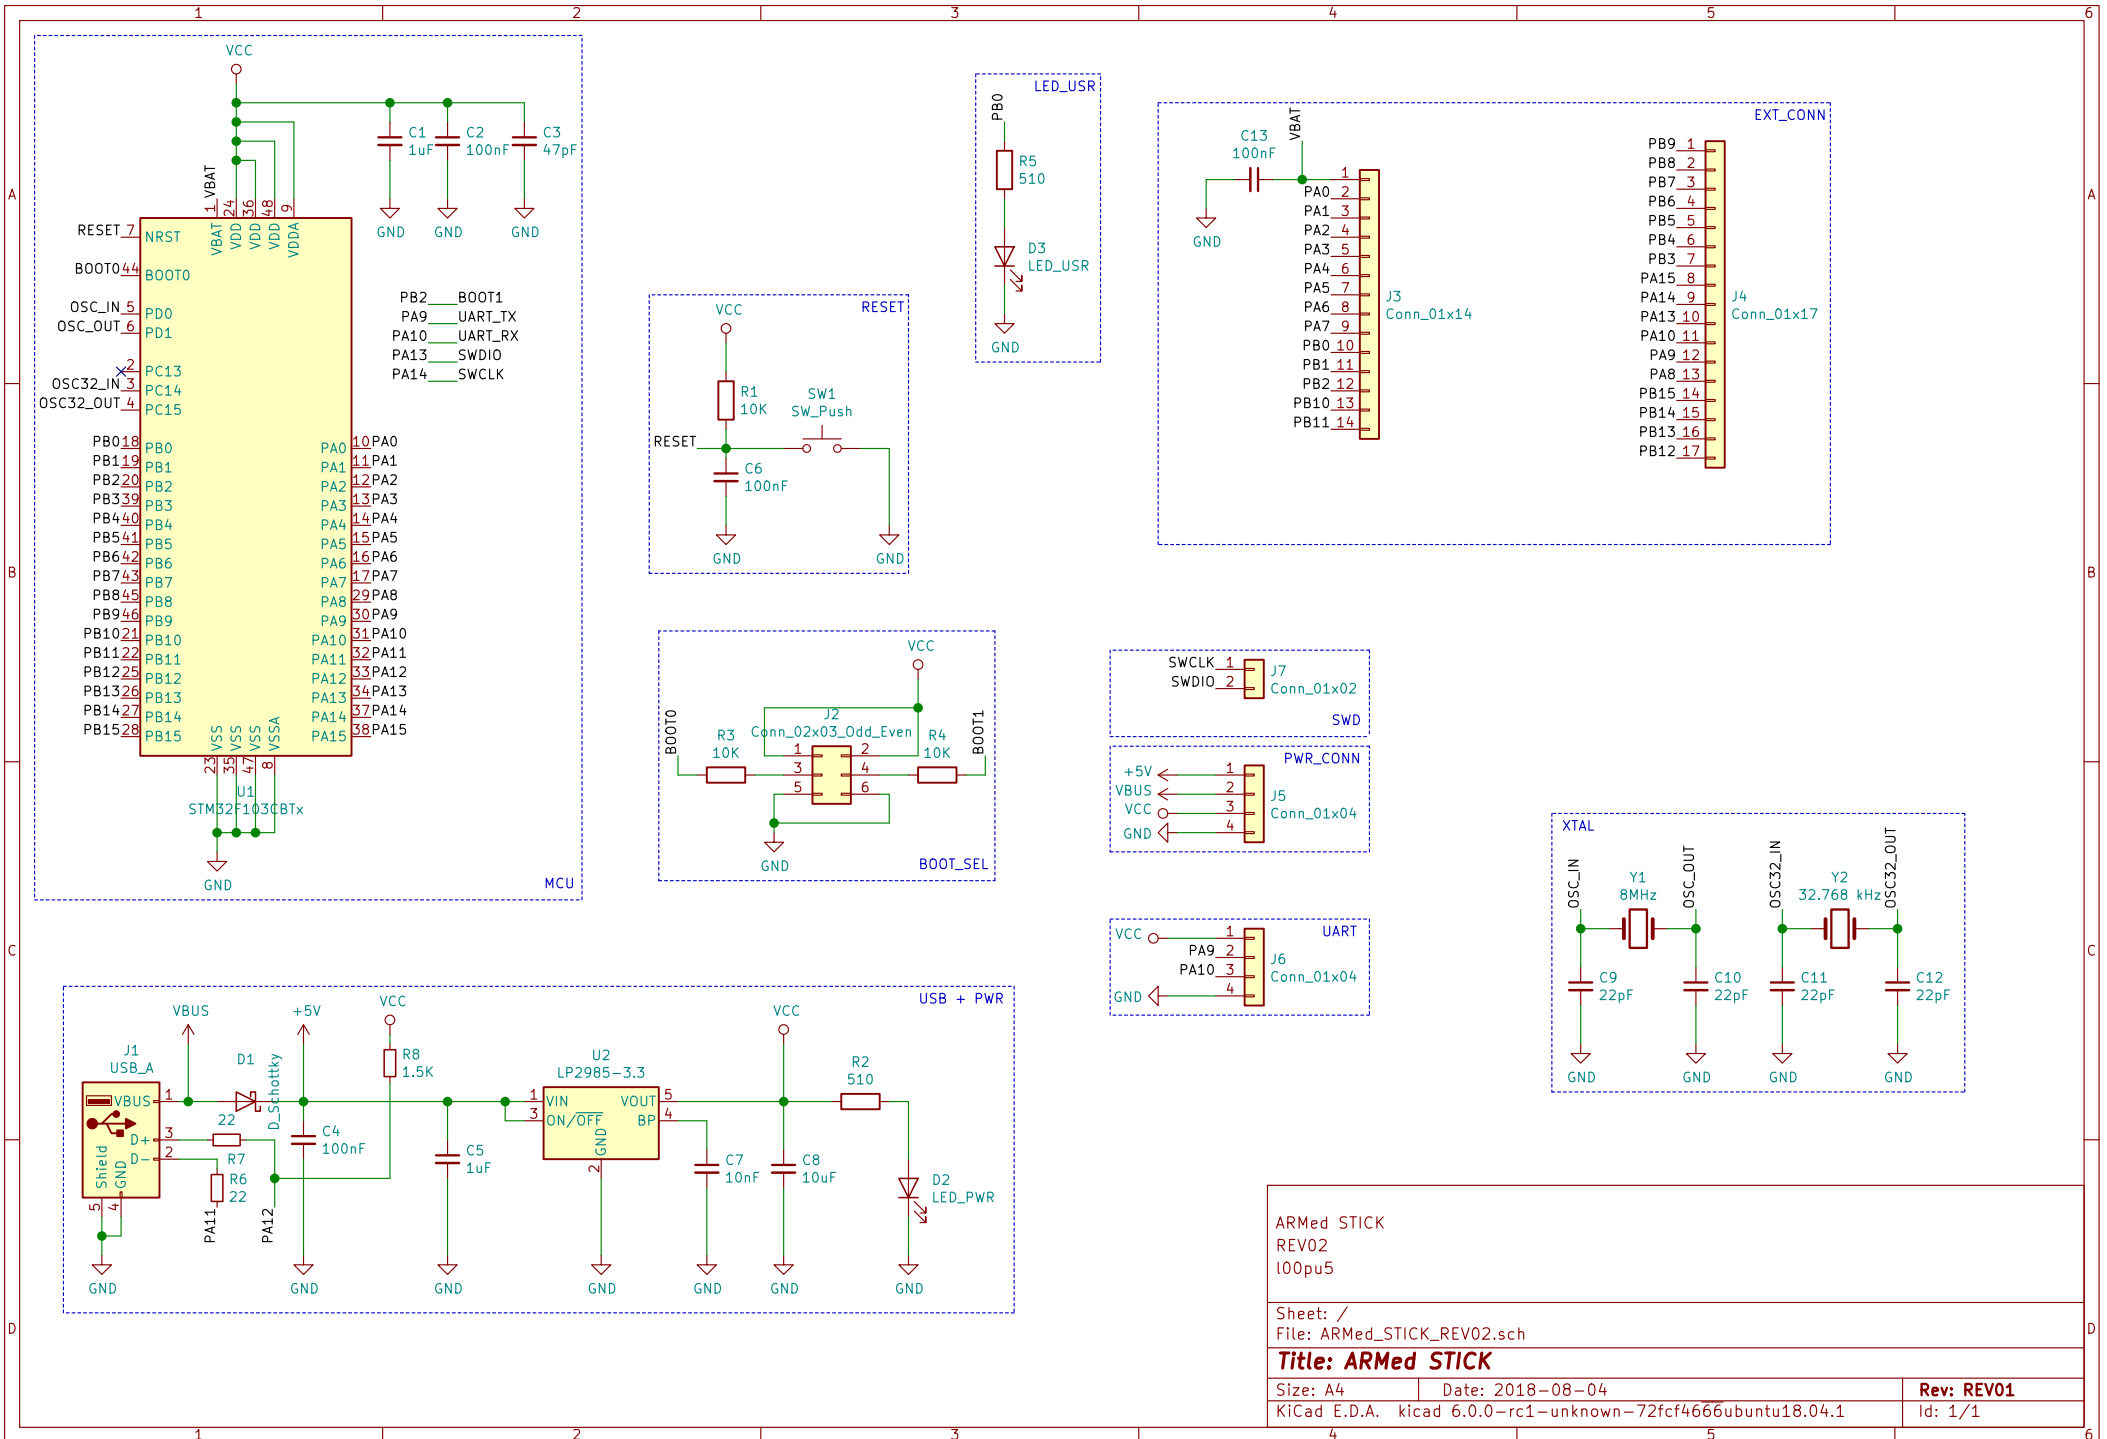 1 2 3 4 5 6
A
B
C
D
A
B
C
D
1 2 3 4 5 6
VCC
C1
1uF
C2
100nF
C3
47pF
GND
GND
GND
VBAT
1
24
36
48
9
VBAT
VDD
VDD
VDD
VDDA
RESET 7 NRST
BOOT0 44 BOOT0
OSC_IN 5 PD0
OSC_OUT 6 PD1
2 PC13
OSC32_IN 3 PC14
OSC32_OUT 4 PC15
PB0 18 PB0
PB1 19 PB1
PB2 20 PB2
PB3 39 PB3
PB4 40 PB4
PB5 41 PB5
PB6 42 PB6
PB7 43 PB7
PB8 45 PB8
PB9 46 PB9
PB10 21 PB10
PB11 22 PB11
PB12 25 PB12
PB13 26 PB13
PB14 27 PB14
PB15 28 PB15
PA0 10 PA0
PA1 11 PA1
PA2 12 PA2
PA3 13 PA3
PA4 14 PA4
PA5 15 PA5
PA6 16 PA6
PA7 17 PA7
PA8 29 PA8
PA9 30 PA9
PA10 31 PA10
PA11 32 PA11
PA12 33 PA12
PA13 34 PA13
PA14 37 PA14
PA15 38 PA15
VSS
VSS
VSS
VSSA
23
35
47
8
U1
STM32F103CBTx
GND
MCU
PB2 BOOT1
PA9 UART_TX
PA10 UART_RX
PA13 SWDIO
PA14 SWCLK
LED_USR
PB0
R5
510
D3
LED_USR
GND
RESET
VCC
R1
10K
SW1
SW_Push
RESET
C6
100nF
GND
GND
EXT_CONN
C13
100nF
VBAT
GND
1
PA0 2
PA1 3
PA2 4
PA3 5
PA4 6
PA5 7
PA6 8
PA7 9
PB0 10
PB1 11
PB2 12
PB10 13
PB11 14
J3
Conn_01x14
PB9 1
PB8 2
PB7 3
PB6 4
PB5 5
PB4 6
PB3 7
PA15 8
PA14 9
PA13 10
PA10 11
PA9 12
PA8 13
PB15 14
PB14 15
PB13 16
PB12 17
J4
Conn_01x17
VCC
BOOT0
J2
Conn_02x03_Odd_Even
BOOT1
R3
10K
R4
10K
1 2
3 4
5 6
GND
BOOT_SEL
SWCLK 1
SWDIO 2
J7
Conn_01x02
SWD
PWR_CONN
+5V 1
VBUS 2
VCC 3
GND 4
J5
Conn_01x04
UART
VCC 1
PA9 2
PA10 3
GND 4
J6
Conn_01x04
XTAL
OSC_IN
Y1
8MHz
OSC_OUT
OSC32_IN
Y2
32.768 kHz
OSC32_OUT
C9
22pF
C10
22pF
C11
22pF
C12
22pF
GND
GND
GND
GND
USB + PWR
VBUS
+5V
VCC
VCC
J1
USB_A
D1
D_Schottky
R8
1.5K
U2
LP2985-3.3
R2
510
VBUS 1
D+ 3
D- 2
Shield
GND
5
4
22
R7
R6
22
PA11
PA12
C4
100nF
C5
1uF
1 VIN
3 ON/OFF
VOUT 5
BP 4
GND
2
C7
10nF
C8
10uF
D2
LED_PWR
GND
GND
GND
GND
GND
GND
GND
ARMed STICK
REV02
l00pu5
Sheet: /
File: ARMed_STICK_REV02.sch
Title: ARMed STICK
Size: A4
Date: 2018-08-04
Rev: REV01
KiCad E.D.A. kicad 6.0.0-rc1-unknown-72fcf4666ubuntu18.04.1
Id: 1/1